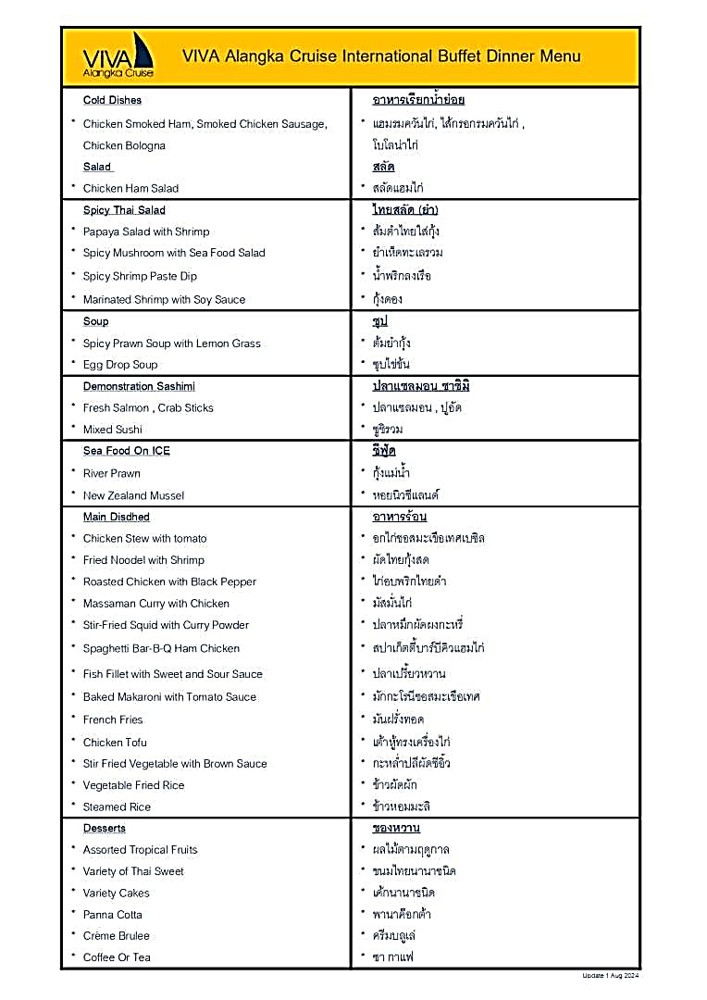 VIVA
Alangka Cruise
VIVA Alangka Cruise International Buffet Dinner Menu
Cold Dishes
อาหารเรียกน้ำย่อย
* Chicken Smoked Ham, Smoked Chicken Sausage,
* แฮมรมควันไก่, ไส้กรอกรมควันไก่ ,
Chicken Bologna
โบโลน่าไก่
Salad
สลัด
* Chicken Ham Salad
* สลัดแฮมไก่
Spicy Thai Salad
ไทยสลัด (ยำ)
* Papaya Salad with Shrimp
* ส้มตำไทยใส่กุ้ง
* Spicy Mushroom with Sea Food Salad
* ยำเห็ดทะเลรวม
* Spicy Shrimp Paste Dip
* น้ำพริกลงเรือ
* Marinated Shrimp with Soy Sauce
* กุ้งดอง
Soup
ซุป
* Spicy Prawn Soup with Lemon Grass
* ต้มยำกุ้ง
* Egg Drop Soup
* ซุปไข่ข้น
Demonstration Sashimi
ปลาแซลมอน ซาซิมิ
* Fresh Salmon , Crab Sticks
* ปลาแซลมอน , ปูอัด
* Mixed Sushi
* ซูชิรวม
Sea Food On ICE
ซีฟู้ด
* River Prawn
* กุ้งแม่น้ำ
* New Zealand Mussel
* หอยนิวซีแลนด์
Main Disdhed
อาหารร้อน
* Chicken Stew with tomato
* อกไก่ซอสมะเขือเทศเบซิล
* Fried Noodel with Shrimp
* ผัดไทยกุ้งสด
* Roasted Chicken with Black Pepper
* ไก่อบพริกไทยดำ
* Massaman Curry with Chicken
* มัสมั่นไก่
* Stir-Fried Squid with Curry Powder
* ปลาหมึกผัดผงกะหรี่
* Spaghetti Bar-B-Q Ham Chicken
* สปาเก็ตตี้บาร์บีคิวแฮมไก่
* Fish Fillet with Sweet and Sour Sauce
* ปลาเปรี้ยวหวาน
* Baked Makaroni with Tomato Sauce
* มักกะโรนีซอสมะเขือเทศ
* French Fries
* มันฝรั่งทอด
* Chicken Tofu
* เต้าหู้ทรงเครื่องไก่
* Stir Fried Vegetable with Brown Sauce
* กะหล่ำปลีผัดซีอิ๊ว
* Vegetable Fried Rice
* ข้าวผัดผัก
* Steamed Rice
* ข้าวหอมมะลิ
Desserts
ของหวาน
* Assorted Tropical Fruits
* ผลไม้ตามฤดูกาล
* Variety of Thai Sweet
* ขนมไทยนานาชนิด
* Variety Cakes
* เค้กนานาชนิด
* Panna Cotta
* พานาค็อกต้า
* Crème Brulee
* ครีมบลูเล่
* Coffee Or Tea
* ชา กาแฟ
Update 1 Aug 2024